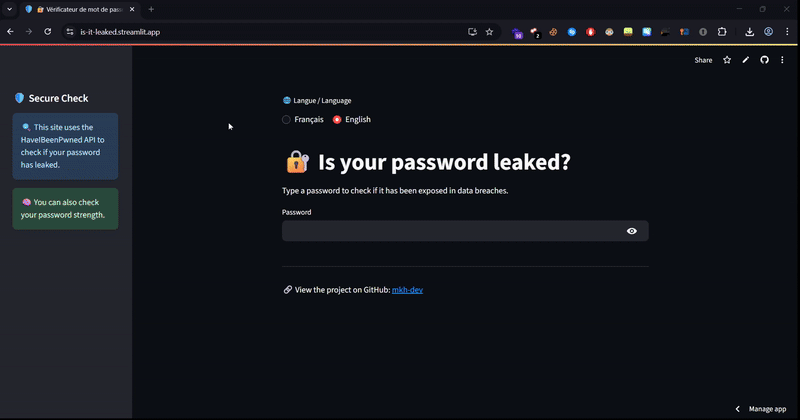 Vérificateur de mot de pass
is-it-leaked.streamlit.app
Share
Secure Check
This site uses the
HaveIBeenPwned API to
check if your password
has leaked.
You can also check
your password strength.
Langue / Language
Français
English
Is your password leaked?
Type a password to check if it has been exposed in data breaches.
Password
View the project on GitHub: mkh-dev
Manage app